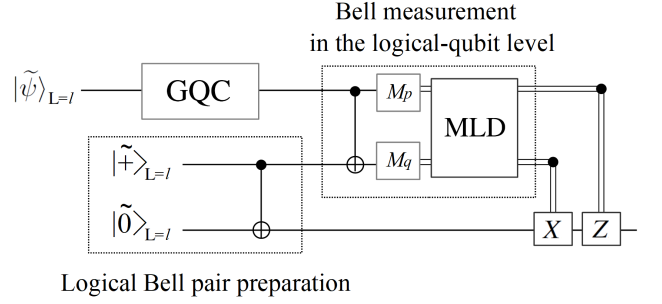 Bell measurement
in the logical-qubit level
|ψ̃⟩L=l
GQC
Mp
MLD
Mq
|+̃⟩L=l
|0̃⟩L=l
X
Z
Logical Bell pair preparation